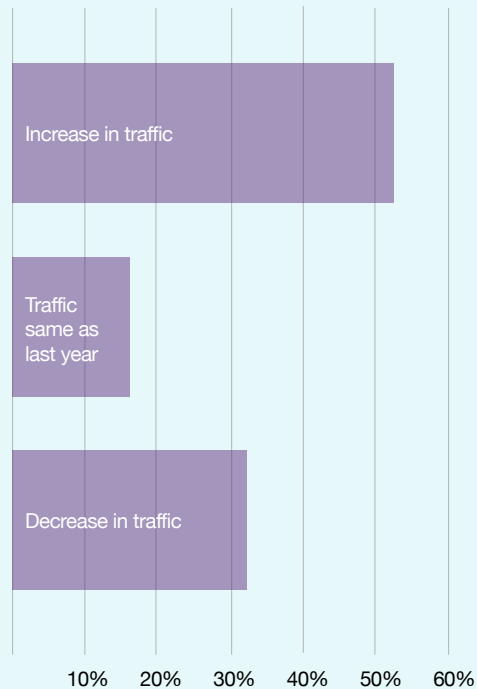 Increase in traffic
Traffic
same as
last year
Decrease in traffic
10% 20% 30% 40% 50% 60%